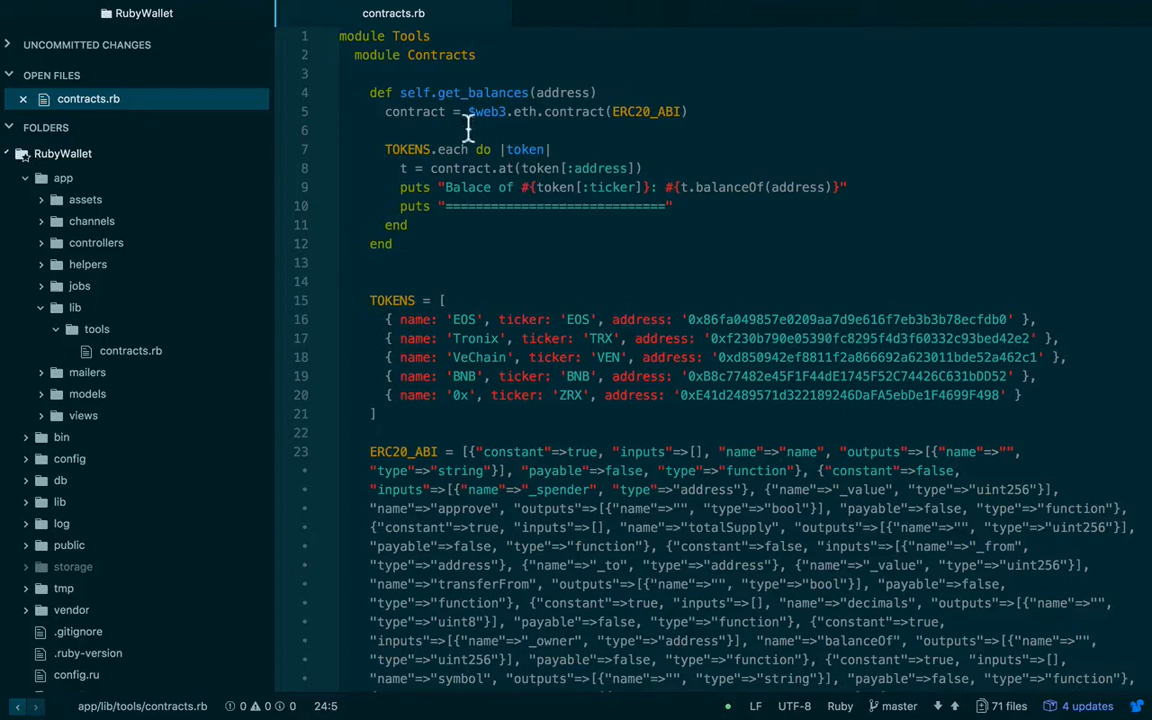 RubyWallet
contracts.rb
UNCOMMITTED CHANGES
OPEN FILES
contracts.rb
FOLDERS
RubyWallet
app
assets
channels
controllers
helpers
jobs
lib
tools
contracts.rb
mailers
models
views
bin
config
db
lib
log
public
storage
tmp
vendor
.gitignore
.ruby-version
config.ru
1 module Tools
2 module Contracts
3
4 def self.get_balances(address)
5 contract = $web3.eth.contract(ERC20_ABI)
6
7 TOKENS.each do |token|
8 t = contract.at(token[:address])
9 puts "Balace of #{token[:ticker]}: #{t.balanceOf(address)}"
10 puts "============================="
11 end
12 end
13
14
15 TOKENS = [
16 { name: 'EOS', ticker: 'EOS', address: '0x86fa049857e0209aa7d9e616f7eb3b3b78ecfdb0' },
17 { name: 'Tronix', ticker: 'TRX', address: '0xf230b790e05390fc8295f4d3f60332c93bed42e2' },
18 { name: 'VeChain', ticker: 'VEN', address: '0xd850942ef8811f2a866692a623011bde52a462c1' },
19 { name: 'BNB', ticker: 'BNB', address: '0xB8c77482e45F1F44dE1745F52C74426C631bDD52' },
20 { name: '0x', ticker: 'ZRX', address: '0xE41d2489571d322189246DaFA5ebDe1F4699F498' }
21 ]
22
23 ERC20_ABI = [{"constant"=>true, "inputs"=>[], "name"=>"name", "outputs"=>[{"name"=>"",
"type"=>"string"}], "payable"=>false, "type"=>"function"}, {"constant"=>false,
"inputs"=>[{"name"=>"_spender", "type"=>"address"}, {"name"=>"_value", "type"=>"uint256"}],
"name"=>"approve", "outputs"=>[{"name"=>"", "type"=>"bool"}], "payable"=>false, "type"=>"function"},
{"constant"=>true, "inputs"=>[], "name"=>"totalSupply", "outputs"=>[{"name"=>"", "type"=>"uint256"}],
"payable"=>false, "type"=>"function"}, {"constant"=>false, "inputs"=>[{"name"=>"_from",
"type"=>"address"}, {"name"=>"_to", "type"=>"address"}, {"name"=>"_value", "type"=>"uint256"}],
"name"=>"transferFrom", "outputs"=>[{"name"=>"", "type"=>"bool"}], "payable"=>false,
"type"=>"function"}, {"constant"=>true, "inputs"=>[], "name"=>"decimals", "outputs"=>[{"name"=>"",
"type"=>"uint8"}], "payable"=>false, "type"=>"function"}, {"constant"=>true,
"inputs"=>[{"name"=>"_owner", "type"=>"address"}], "name"=>"balanceOf", "outputs"=>[{"name"=>"",
"type"=>"uint256"}], "payable"=>false, "type"=>"function"}, {"constant"=>true, "inputs"=>[],
"name"=>"symbol", "outputs"=>[{"name"=>"", "type"=>"string"}], "payable"=>false, "type"=>"function"},
app/lib/tools/contracts.rb 0 0 0 24:5 LF UTF-8 Ruby master 71 files 4 updates